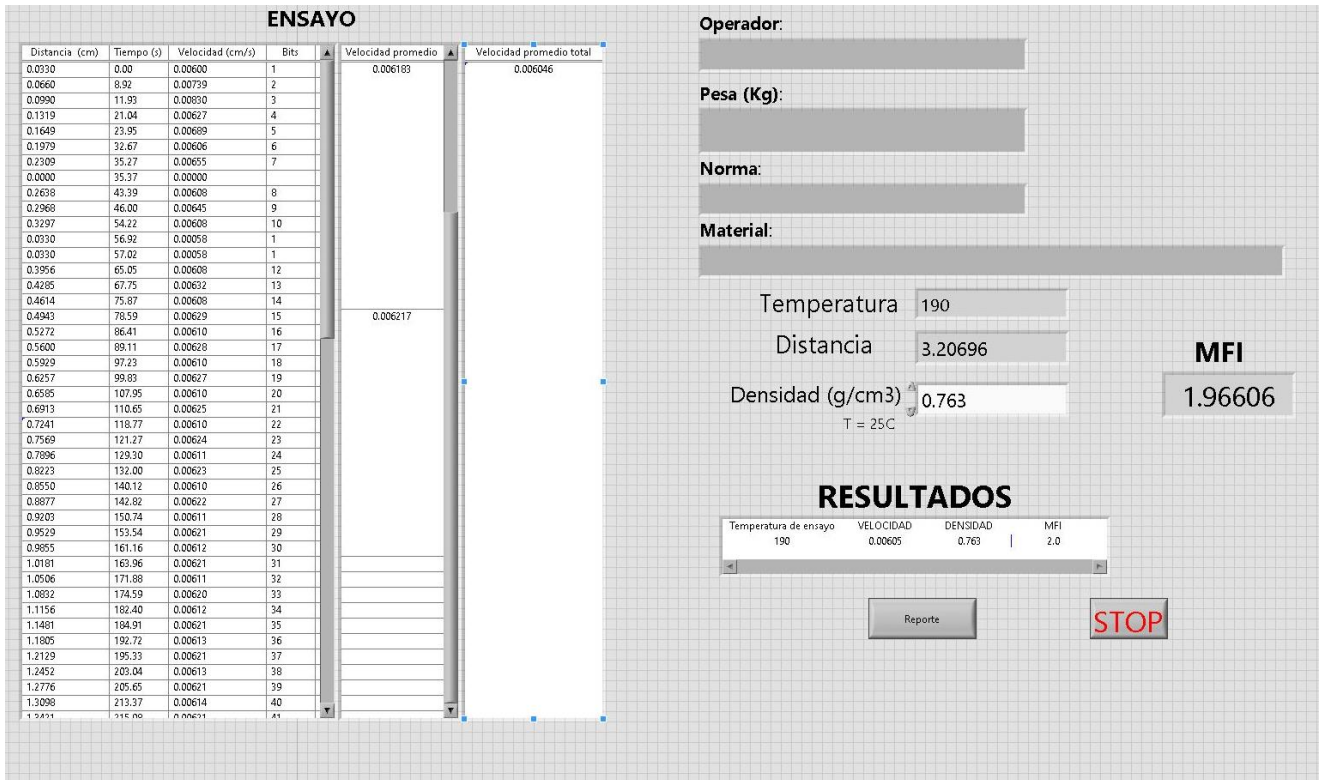 ENSAYO
Distancia (cm) Tiempo (s) Velocidad (cm/s) Bits Velocidad promedio Velocidad promedio total
0.0330 0.00 0.00600 1 0.006183 0.006046
0.0660 8.92 0.00739 2
0.0990 11.93 0.00830 3
0.1319 21.04 0.00627 4
0.1649 23.95 0.00689 5
0.1979 32.67 0.00606 6
0.2309 35.27 0.00655 7
0.0000 35.37 0.00000
0.2638 43.39 0.00608 8
0.2968 46.00 0.00645 9
0.3297 54.22 0.00608 10
0.0330 56.92 0.00058 1
0.0330 57.02 0.00058 1
0.3956 65.05 0.00608 12
0.4285 67.75 0.00632 13
0.4614 75.87 0.00608 14
0.4943 78.59 0.00629 15 0.006217
0.5272 86.41 0.00610 16
0.5600 89.11 0.00628 17
0.5929 97.23 0.00610 18
0.6257 99.83 0.00627 19
0.6585 107.95 0.00610 20
0.6913 110.65 0.00625 21
0.7241 118.77 0.00610 22
0.7569 121.27 0.00624 23
0.7896 129.30 0.00611 24
0.8223 132.00 0.00623 25
0.8550 140.12 0.00610 26
0.8877 142.82 0.00622 27
0.9203 150.74 0.00611 28
0.9529 153.54 0.00621 29
0.9855 161.16 0.00612 30
1.0181 163.96 0.00621 31
1.0506 171.88 0.00611 32
1.0832 174.59 0.00620 33
1.1156 182.40 0.00612 34
1.1481 184.91 0.00621 35
1.1805 192.72 0.00613 36
1.2129 195.33 0.00621 37
1.2452 203.04 0.00613 38
1.2776 205.65 0.00621 39
1.3098 213.37 0.00614 40
Operador:
Pesa (Kg):
Norma:
Material:
Temperatura 190
Distancia 3.20696
MFI
Densidad (g/cm3) 0.763 1.96606
T = 25C
RESULTADOS
Temperatura de ensayo VELOCIDAD DENSIDAD MFI
190 0.00605 0.763 2.0
Reporte STOP